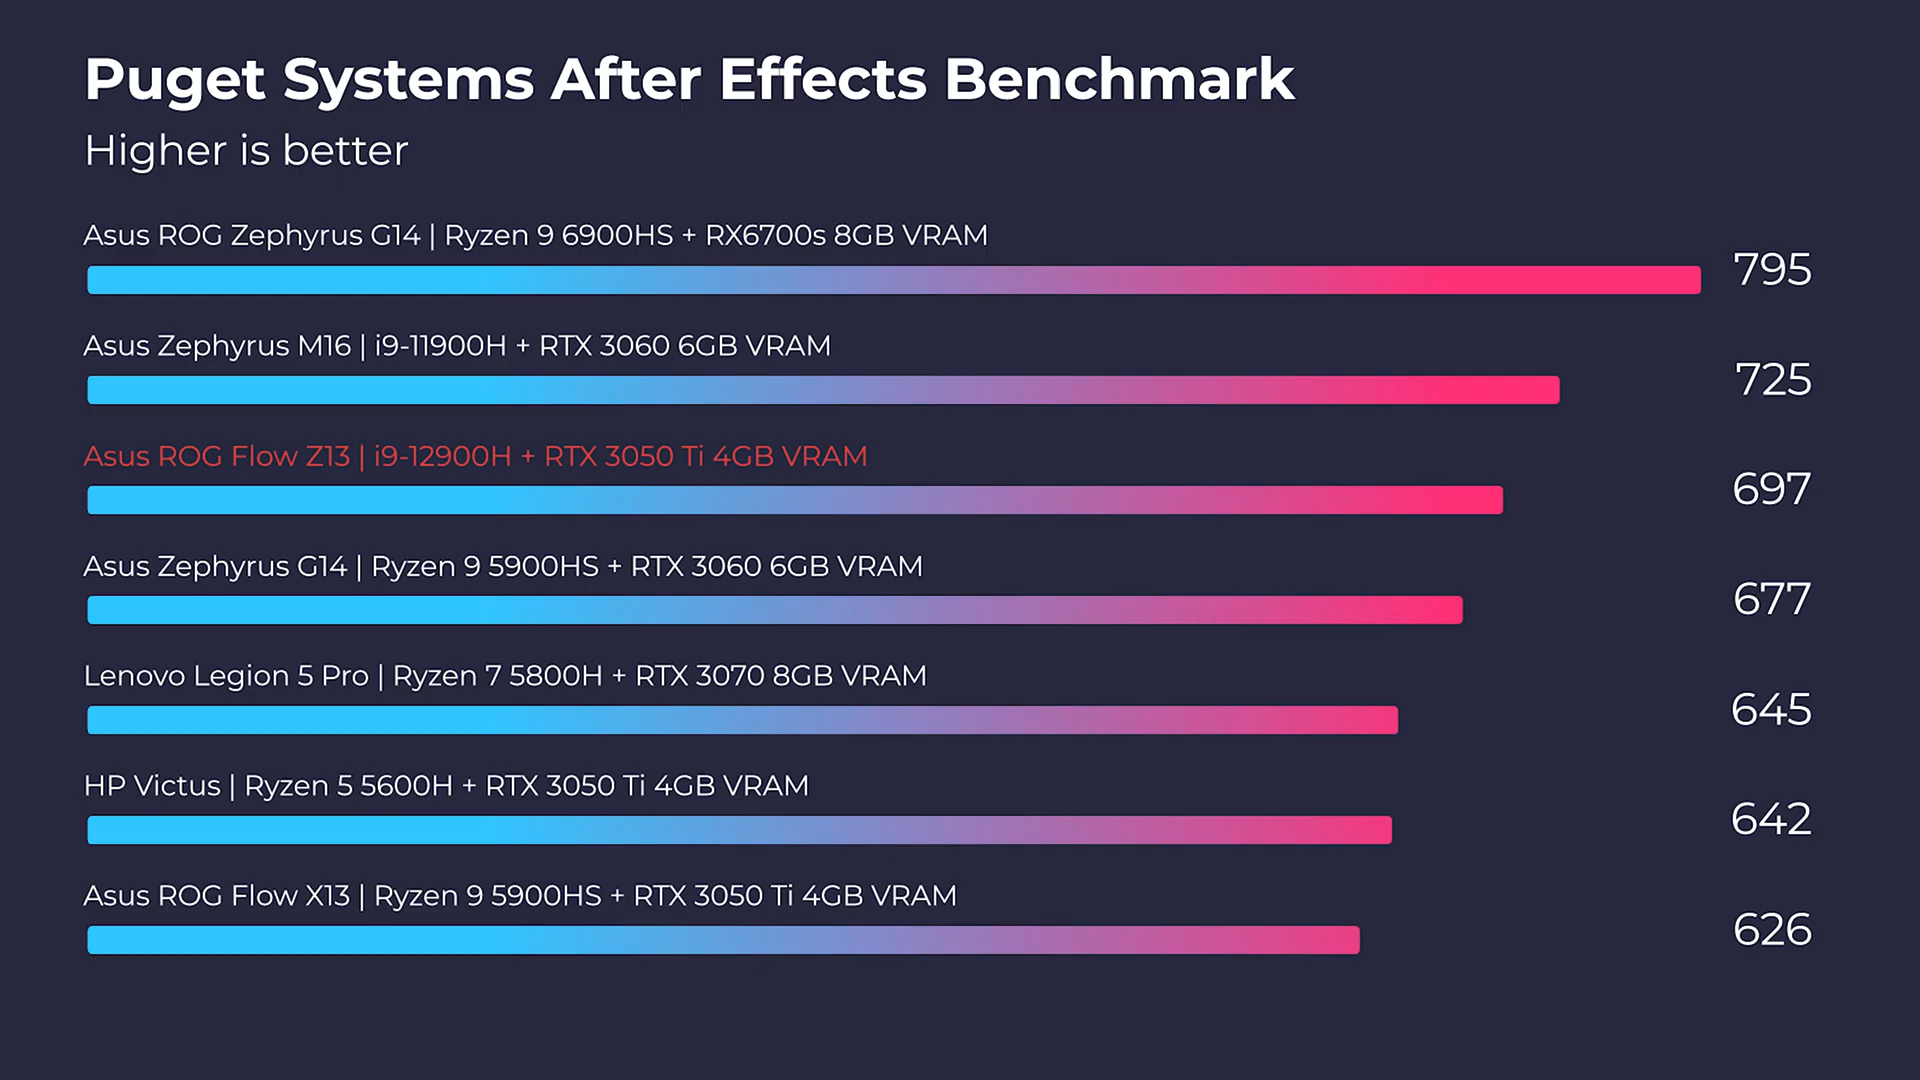 Puget Systems After Effects Benchmark
Higher is better
Asus ROG Zephyrus G14 | Ryzen 9 6900HS + RX6700s 8GB VRAM
795
Asus Zephyrus M16 | i9-11900H + RTX 3060 6GB VRAM
725
Asus ROG Flow Z13 | i9-12900H + RTX 3050 Ti 4GB VRAM
697
Asus Zephyrus G14 | Ryzen 9 5900HS + RTX 3060 6GB VRAM
677
Lenovo Legion 5 Pro | Ryzen 7 5800H + RTX 3070 8GB VRAM
645
HP Victus | Ryzen 5 5600H + RTX 3050 Ti 4GB VRAM
642
Asus ROG Flow X13 | Ryzen 9 5900HS + RTX 3050 Ti 4GB VRAM
626